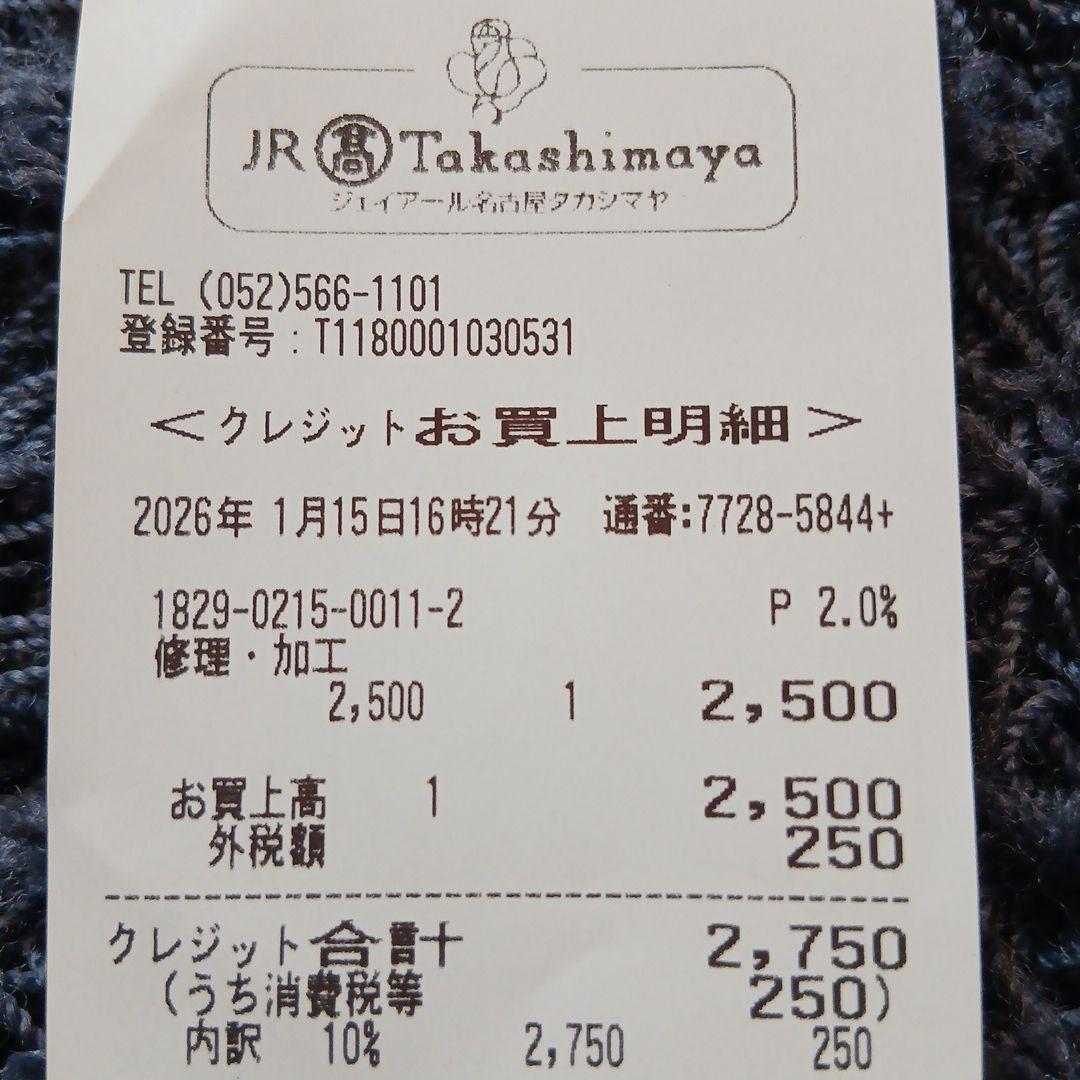 JR 髙 Takashimaya
ジェイアール名古屋タカシマヤ
TEL (052)566-1101
登録番号:T1180001030531
＜クレジットお買上明細＞
2026年 1月15日16時21分 通番:7728-5844+
1829-0215-0011-2 P 2.0%
修理・加工
2,500 1 2,500
お買上高 1 2,500
外税額 250
クレジット合計 2,750
(うち消費税等 250)
内訳 10% 2,750 250